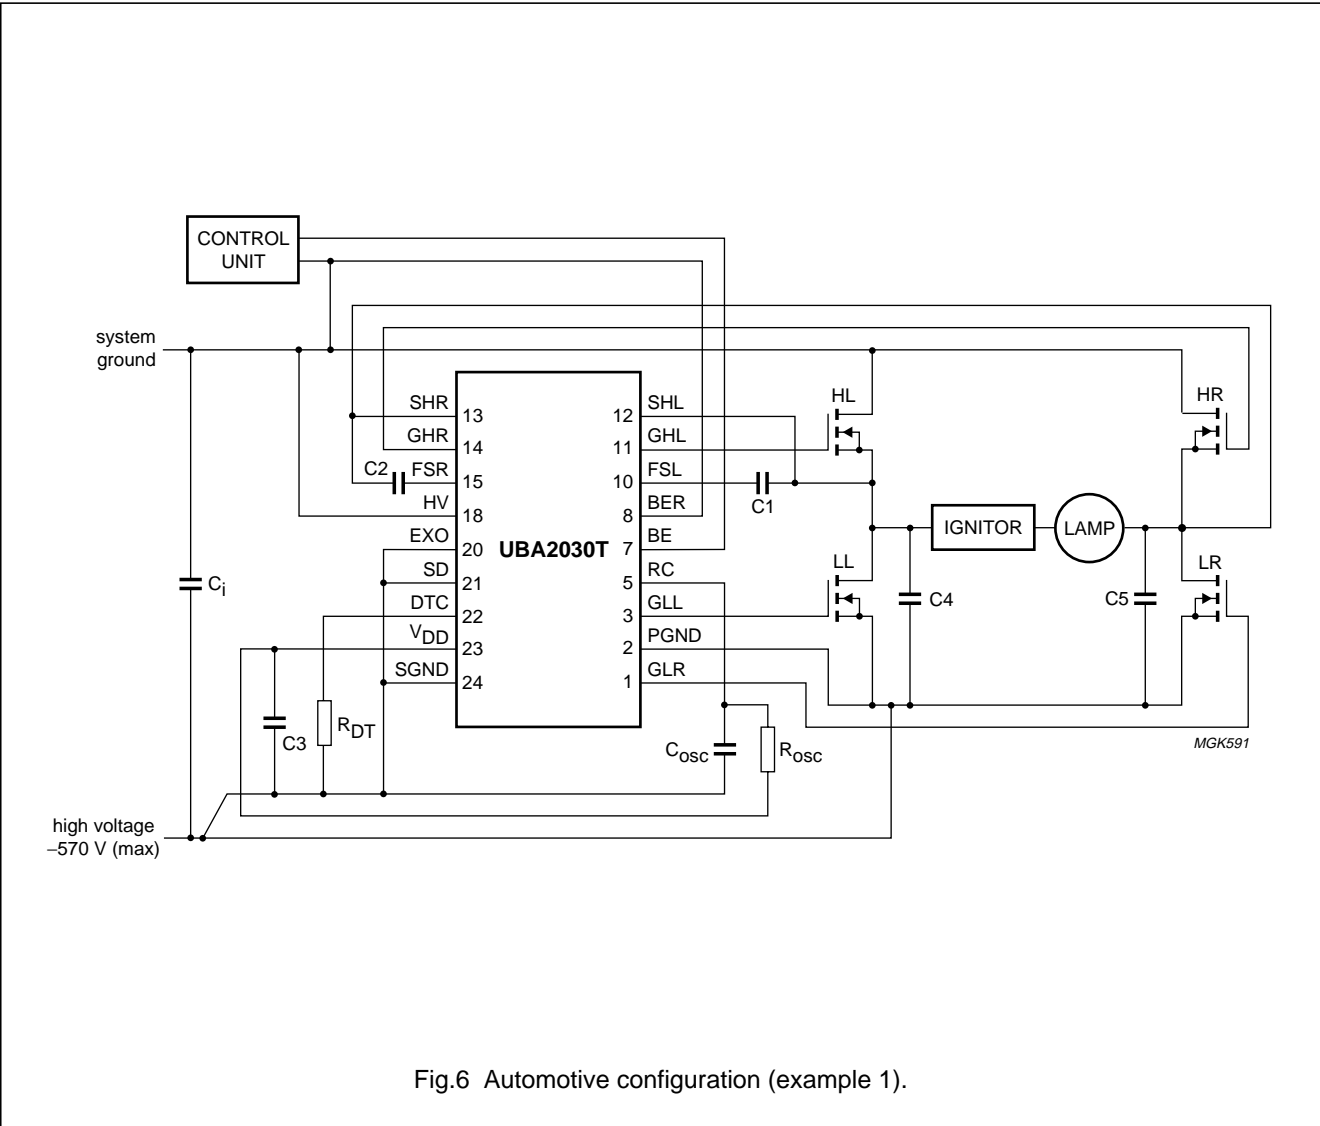 CONTROL
UNIT
system
ground
SHR
13
12
SHL
HL
HR
GHR
14
11
GHL
C2
FSR
15
10
FSL
C1
HV
18
8
BER
EXO
20
UBA2030T
7
BE
IGNITOR
LAMP
SD
21
5
RC
LL
LR
Ci
DTC
22
3
GLL
C4
C5
VDD
23
2
PGND
SGND
24
1
GLR
C3
RDT
Cosc
Rosc
MGK591
high voltage
−570 V (max)
Fig.6 Automotive configuration (example 1).